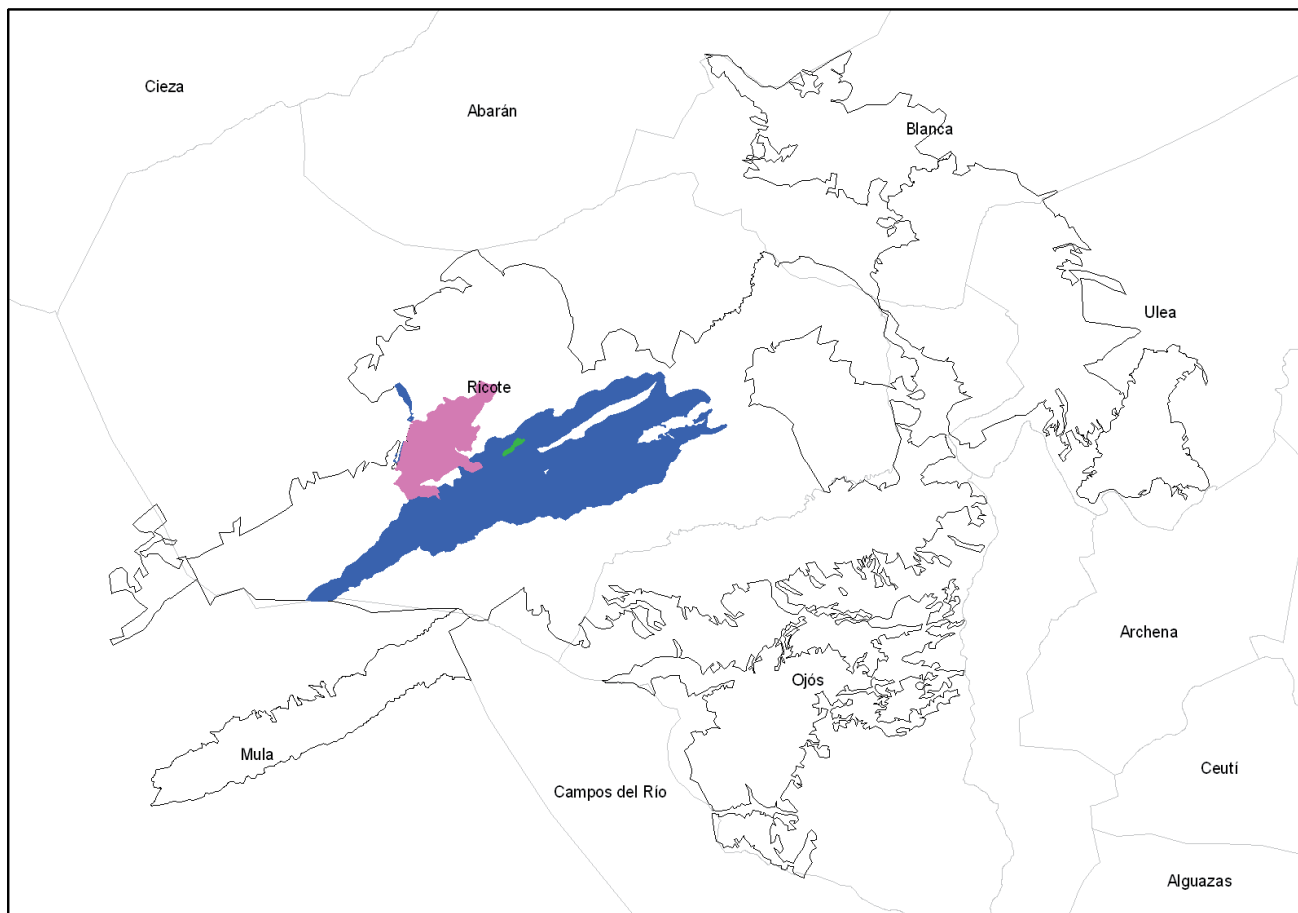 Cieza
Abarán
Blanca
Ulea
Ricote
Archena
Ojós
Mula
Ceutí
Campos del Río
Alguazas